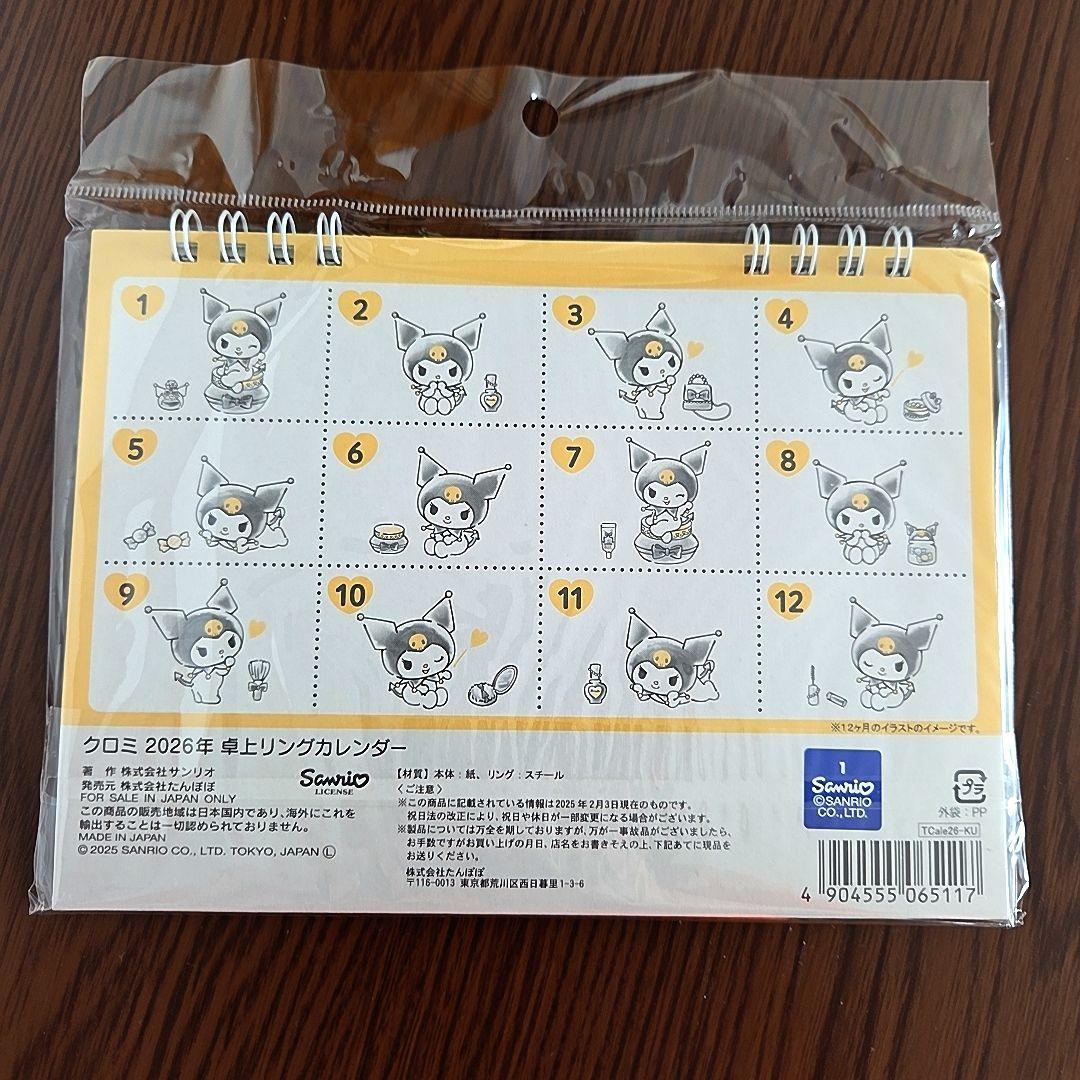 1
2
3
4
5
6
7
8
9
10
11
12
※12ヶ月のイラストのイメージです。
クロミ 2026年 卓上リングカレンダー
著　作 株式会社サンリオ
発売元 株式会社たんぽぽ
FOR SALE IN JAPAN ONLY
この商品の販売地域は日本国内であり、海外にこれを
輸出することは一切認められておりません。
MADE IN JAPAN
©2025 SANRIO CO., LTD. TOKYO, JAPAN Ⓛ
Sanrio
LICENSE
【材質】本体：紙、リング：スチール
〈ご注意〉
※この商品に記載されている情報は2025年2月3日現在のものです。
祝日法の改正により、祝日や休日が一部変更になる場合がございます。
※製品については万全を期しておりますが、万が一事故品がございましたら、
お手数ですがお買い上げの月日、店名をお書きそえの上、下記あてに現品を
お送りください。
株式会社たんぽぽ
〒116-0013 東京都荒川区西日暮里1-3-6
1
Sanrio
©SANRIO
CO., LTD.
プラ
外袋：PP
TCale26-KU
4 904555 065117